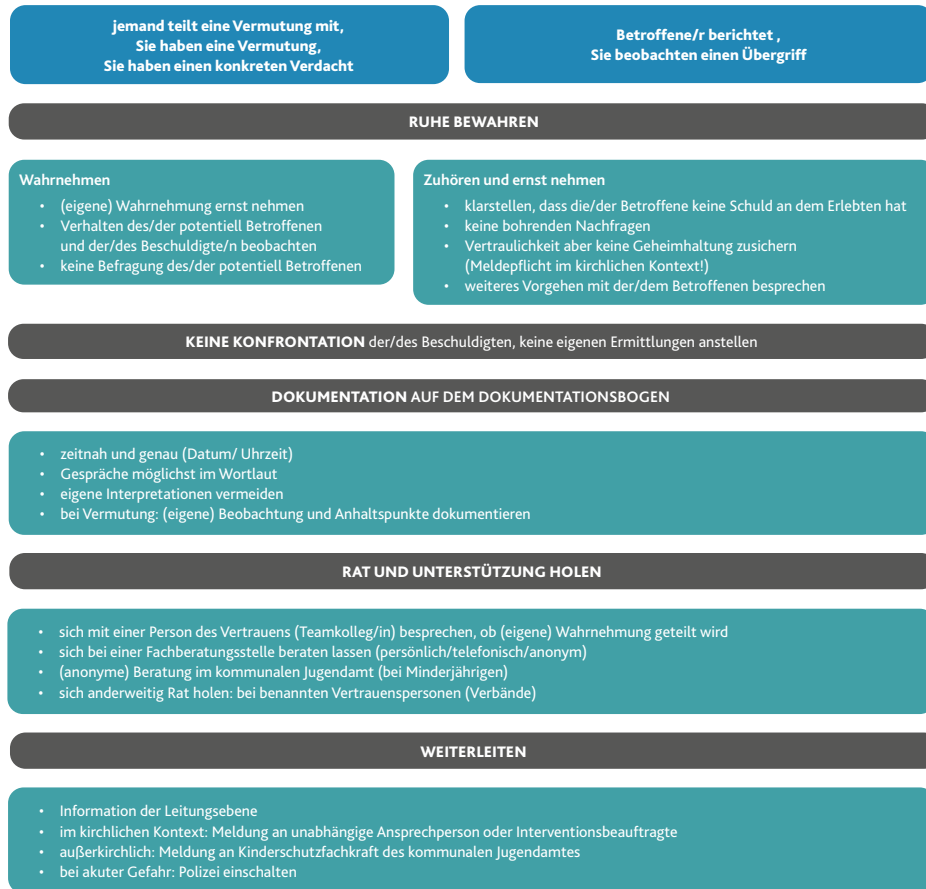 jemand teilt eine Vermutung mit,
Sie haben eine Vermutung,
Sie haben einen konkreten Verdacht
Betroffene/r berichtet ,
Sie beobachten einen Übergriff
RUHE BEWAHREN
Wahrnehmen
• (eigene) Wahrnehmung ernst nehmen
• Verhalten des/der potentiell Betroffenen
und der/des Beschuldigte/n beobachten
• keine Befragung des/der potentiell Betroffenen
Zuhören und ernst nehmen
• klarstellen, dass die/der Betroffene keine Schuld an dem Erlebten hat
• keine bohrenden Nachfragen
• Vertraulichkeit aber keine Geheimhaltung zusichern
(Meldepflicht im kirchlichen Kontext!)
• weiteres Vorgehen mit der/dem Betroffenen besprechen
KEINE KONFRONTATION der/des Beschuldigten, keine eigenen Ermittlungen anstellen
DOKUMENTATION AUF DEM DOKUMENTATIONSBOGEN
• zeitnah und genau (Datum/ Uhrzeit)
• Gespräche möglichst im Wortlaut
• eigene Interpretationen vermeiden
• bei Vermutung: (eigene) Beobachtung und Anhaltspunkte dokumentieren
RAT UND UNTERSTÜTZUNG HOLEN
• sich mit einer Person des Vertrauens (Teamkolleg/in) besprechen, ob (eigene) Wahrnehmung geteilt wird
• sich bei einer Fachberatungsstelle beraten lassen (persönlich/telefonisch/anonym)
• (anonyme) Beratung im kommunalen Jugendamt (bei Minderjährigen)
• sich anderweitig Rat holen: bei benannten Vertrauenspersonen (Verbände)
WEITERLEITEN
• Information der Leitungsebene
• im kirchlichen Kontext: Meldung an unabhängige Ansprechperson oder Interventionsbeauftragte
• außerkirchlich: Meldung an Kinderschutzfachkraft des kommunalen Jugendamtes
• bei akuter Gefahr: Polizei einschalten